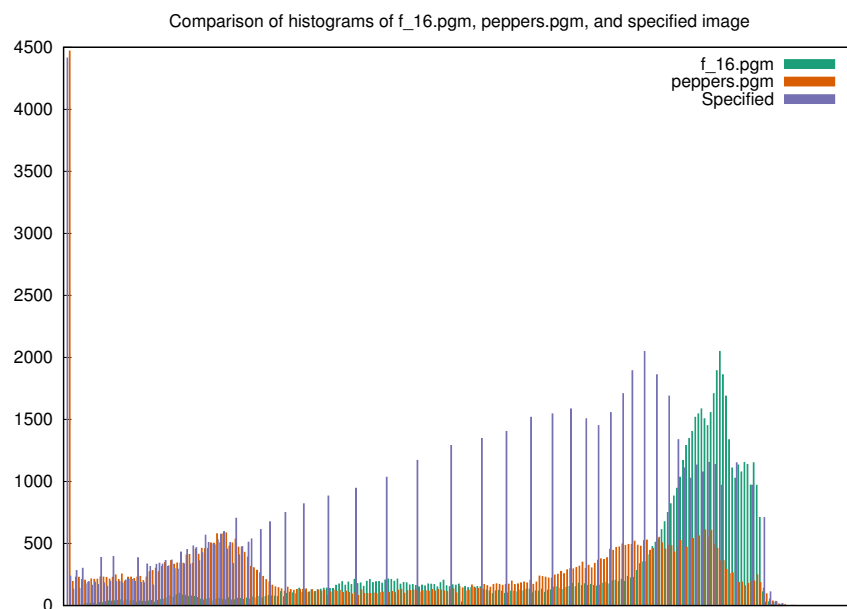 Comparison of histograms of f_16.pgm, peppers.pgm, and specified image
4500
f_16.pgm
peppers.pgm
Specified
4000
3500
3000
2500
2000
1500
1000
500
0